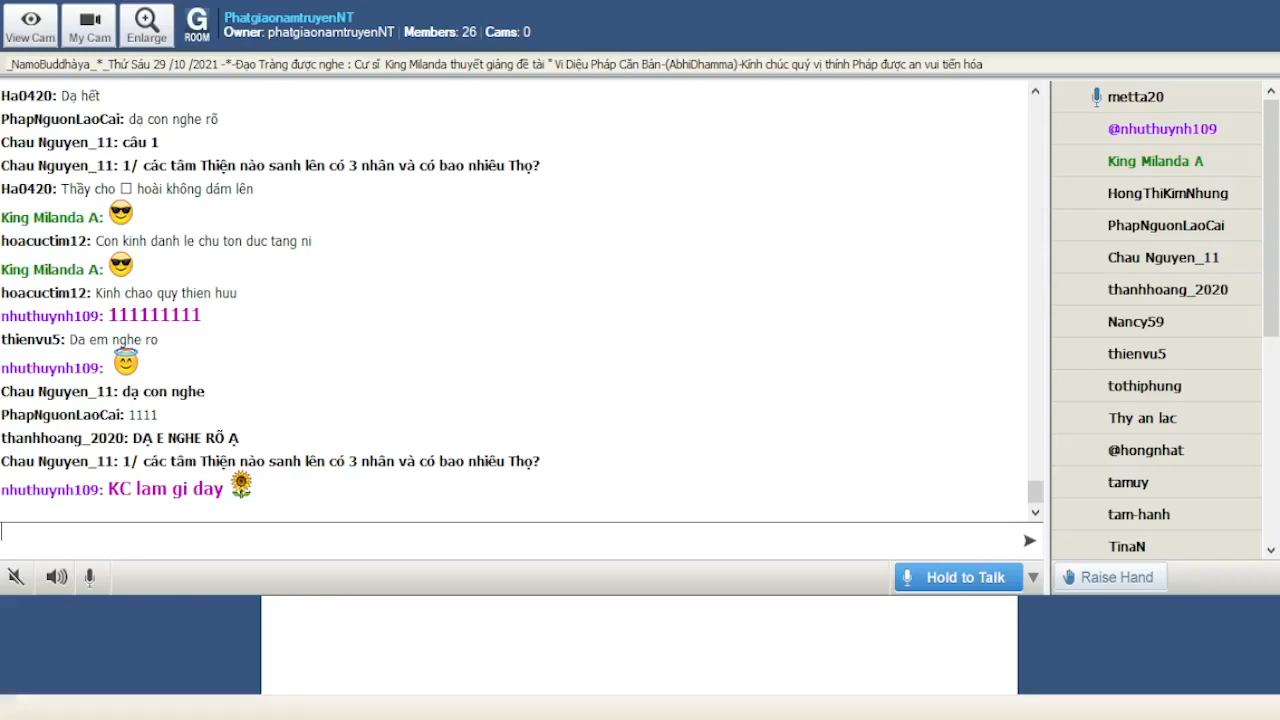 View Cam
My Cam
Enlarge
G
ROOM
PhatgiaonamtruyenNT
Owner: phatgiaonamtruyenNT | Members: 26 | Cams: 0
_NamoBuddhàya_*_Thứ Sáu 29 /10 /2021 -*-Đạo Tràng được nghe : Cư sĩ King Milanda thuyết giảng đề tài " Vi Diệu Pháp Căn Bản-(AbhiDhamma)-Kính chúc quý vị thính Pháp được an vui tiến hóa
Ha0420: Dạ hết
PhapNguonLaoCai: dạ con nghe rõ
Chau Nguyen_11: câu 1
Chau Nguyen_11: 1/ các tâm Thiện nào sanh lên có 3 nhân và có bao nhiêu Thọ?
Ha0420: Thầy cho □ hoài không dám lên
King Milanda A:
hoacuctim12: Con kinh danh le chu ton duc tang ni
King Milanda A:
hoacuctim12: Kinh chao quy thien huu
nhuthuynh109: 111111111
thienvu5: Da em nghe ro
nhuthuynh109:
Chau Nguyen_11: dạ con nghe
PhapNguonLaoCai: 1111
thanhhoang_2020: DẠ E NGHE RÕ Ạ
Chau Nguyen_11: 1/ các tâm Thiện nào sanh lên có 3 nhân và có bao nhiêu Thọ?
nhuthuynh109: KC lam gi day
metta20
@nhuthuynh109
King Milanda A
HongThiKimNhung
PhapNguonLaoCai
Chau Nguyen_11
thanhhoang_2020
Nancy59
thienvu5
tothiphung
Thy an lac
@hongnhat
tamuy
tam-hanh
TinaN
Hold to Talk
Raise Hand